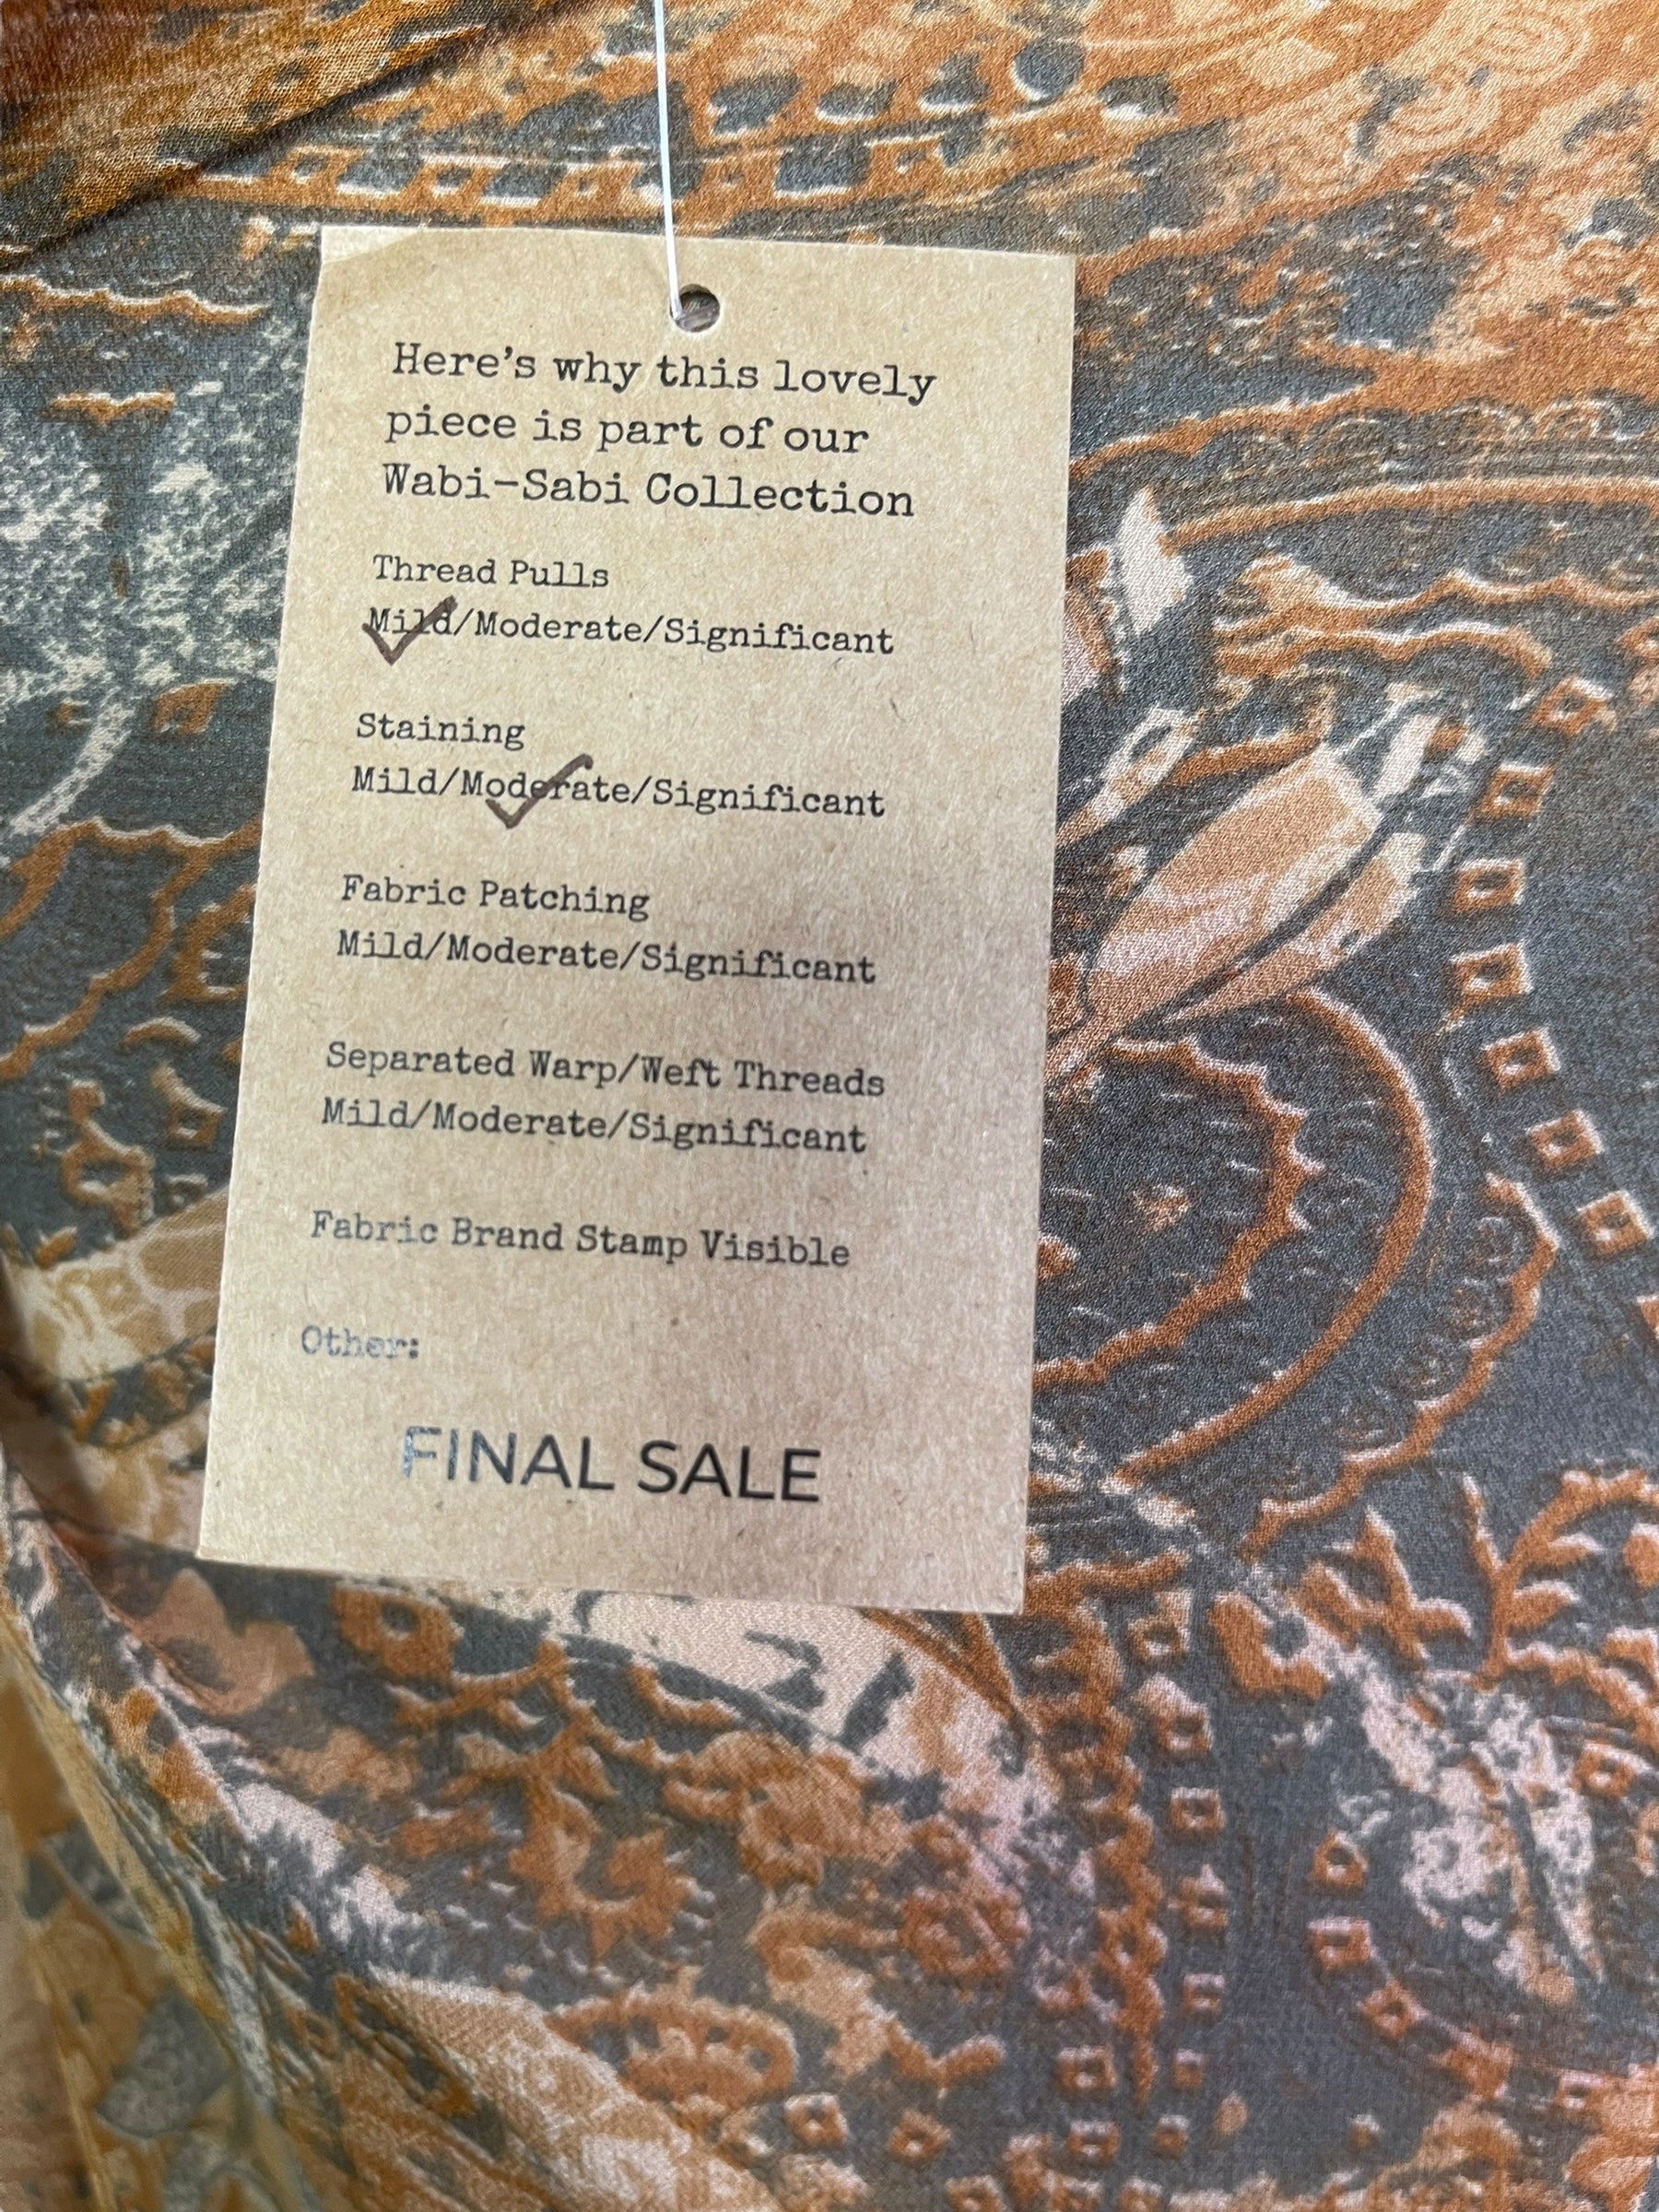 Here's why this lovely
piece is part of our
Wabi-Sabi Collection
Thread Pulls
Mild/Moderate/Significant
Staining
Mild/Moderate/Significant
Fabric Patching
Mild/Moderate/Significant
Separated Warp/Weft Threads
Mild/Moderate/Significant
Fabric Brand Stamp Visible
Other:
FINAL SALE